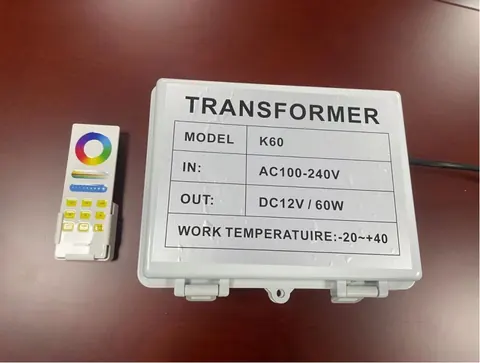 TRANSFORMER
MODEL K60
IN: AC100-240V
OUT: DC12V / 60W
WORK TEMPERATUIRE:-20~+40